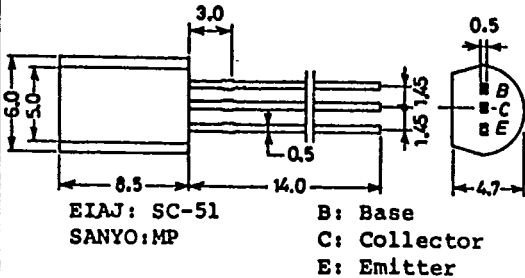 3.0
0.5
6.0
5.0
B
C
E
1.45
1.45
0.5
8.5
14.0
4.7
EIAJ: SC-51
SANYO:MP
B: Base
C: Collector
E: Emitter